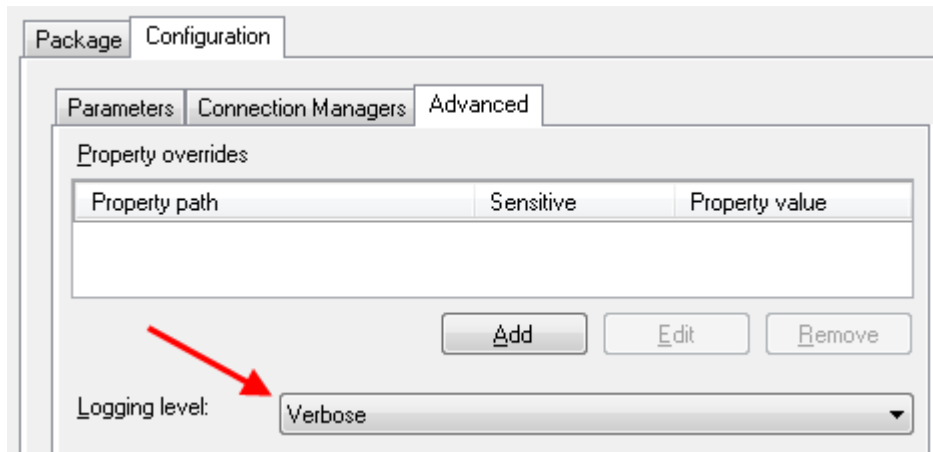 Package Configuration
Parameters Connection Managers Advanced
Property overrides
Property path Sensitive Property value
Add Edit Remove
Logging level: Verbose